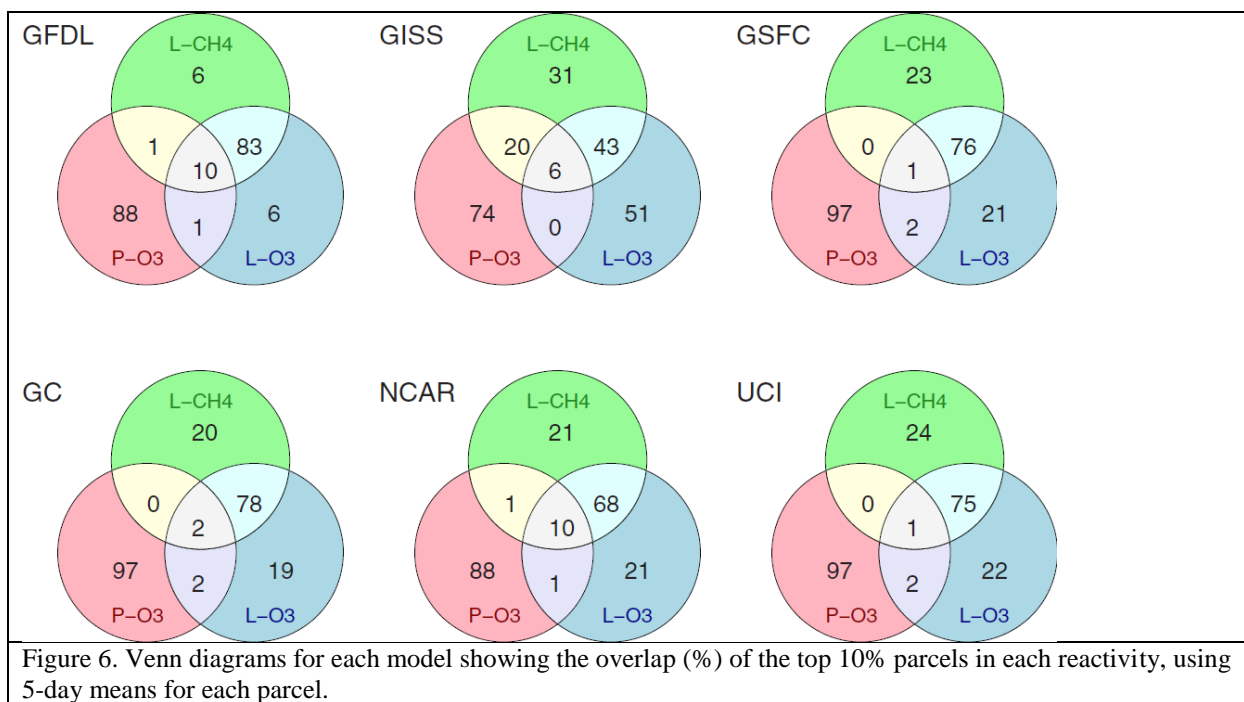 GFDL
L-CH4
6
1
83
10
88
1
6
P-O3
L-O3
GISS
L-CH4
31
20
43
6
74
0
51
P-O3
L-O3
GSFC
L-CH4
23
0
76
1
97
2
21
P-O3
L-O3
GC
L-CH4
20
0
78
2
97
2
19
P-O3
L-O3
NCAR
L-CH4
21
1
68
10
88
1
21
P-O3
L-O3
UCI
L-CH4
24
0
75
1
97
2
22
P-O3
L-O3
Figure 6. Venn diagrams for each model showing the overlap (%) of the top 10% parcels in each reactivity, using
5-day means for each parcel.